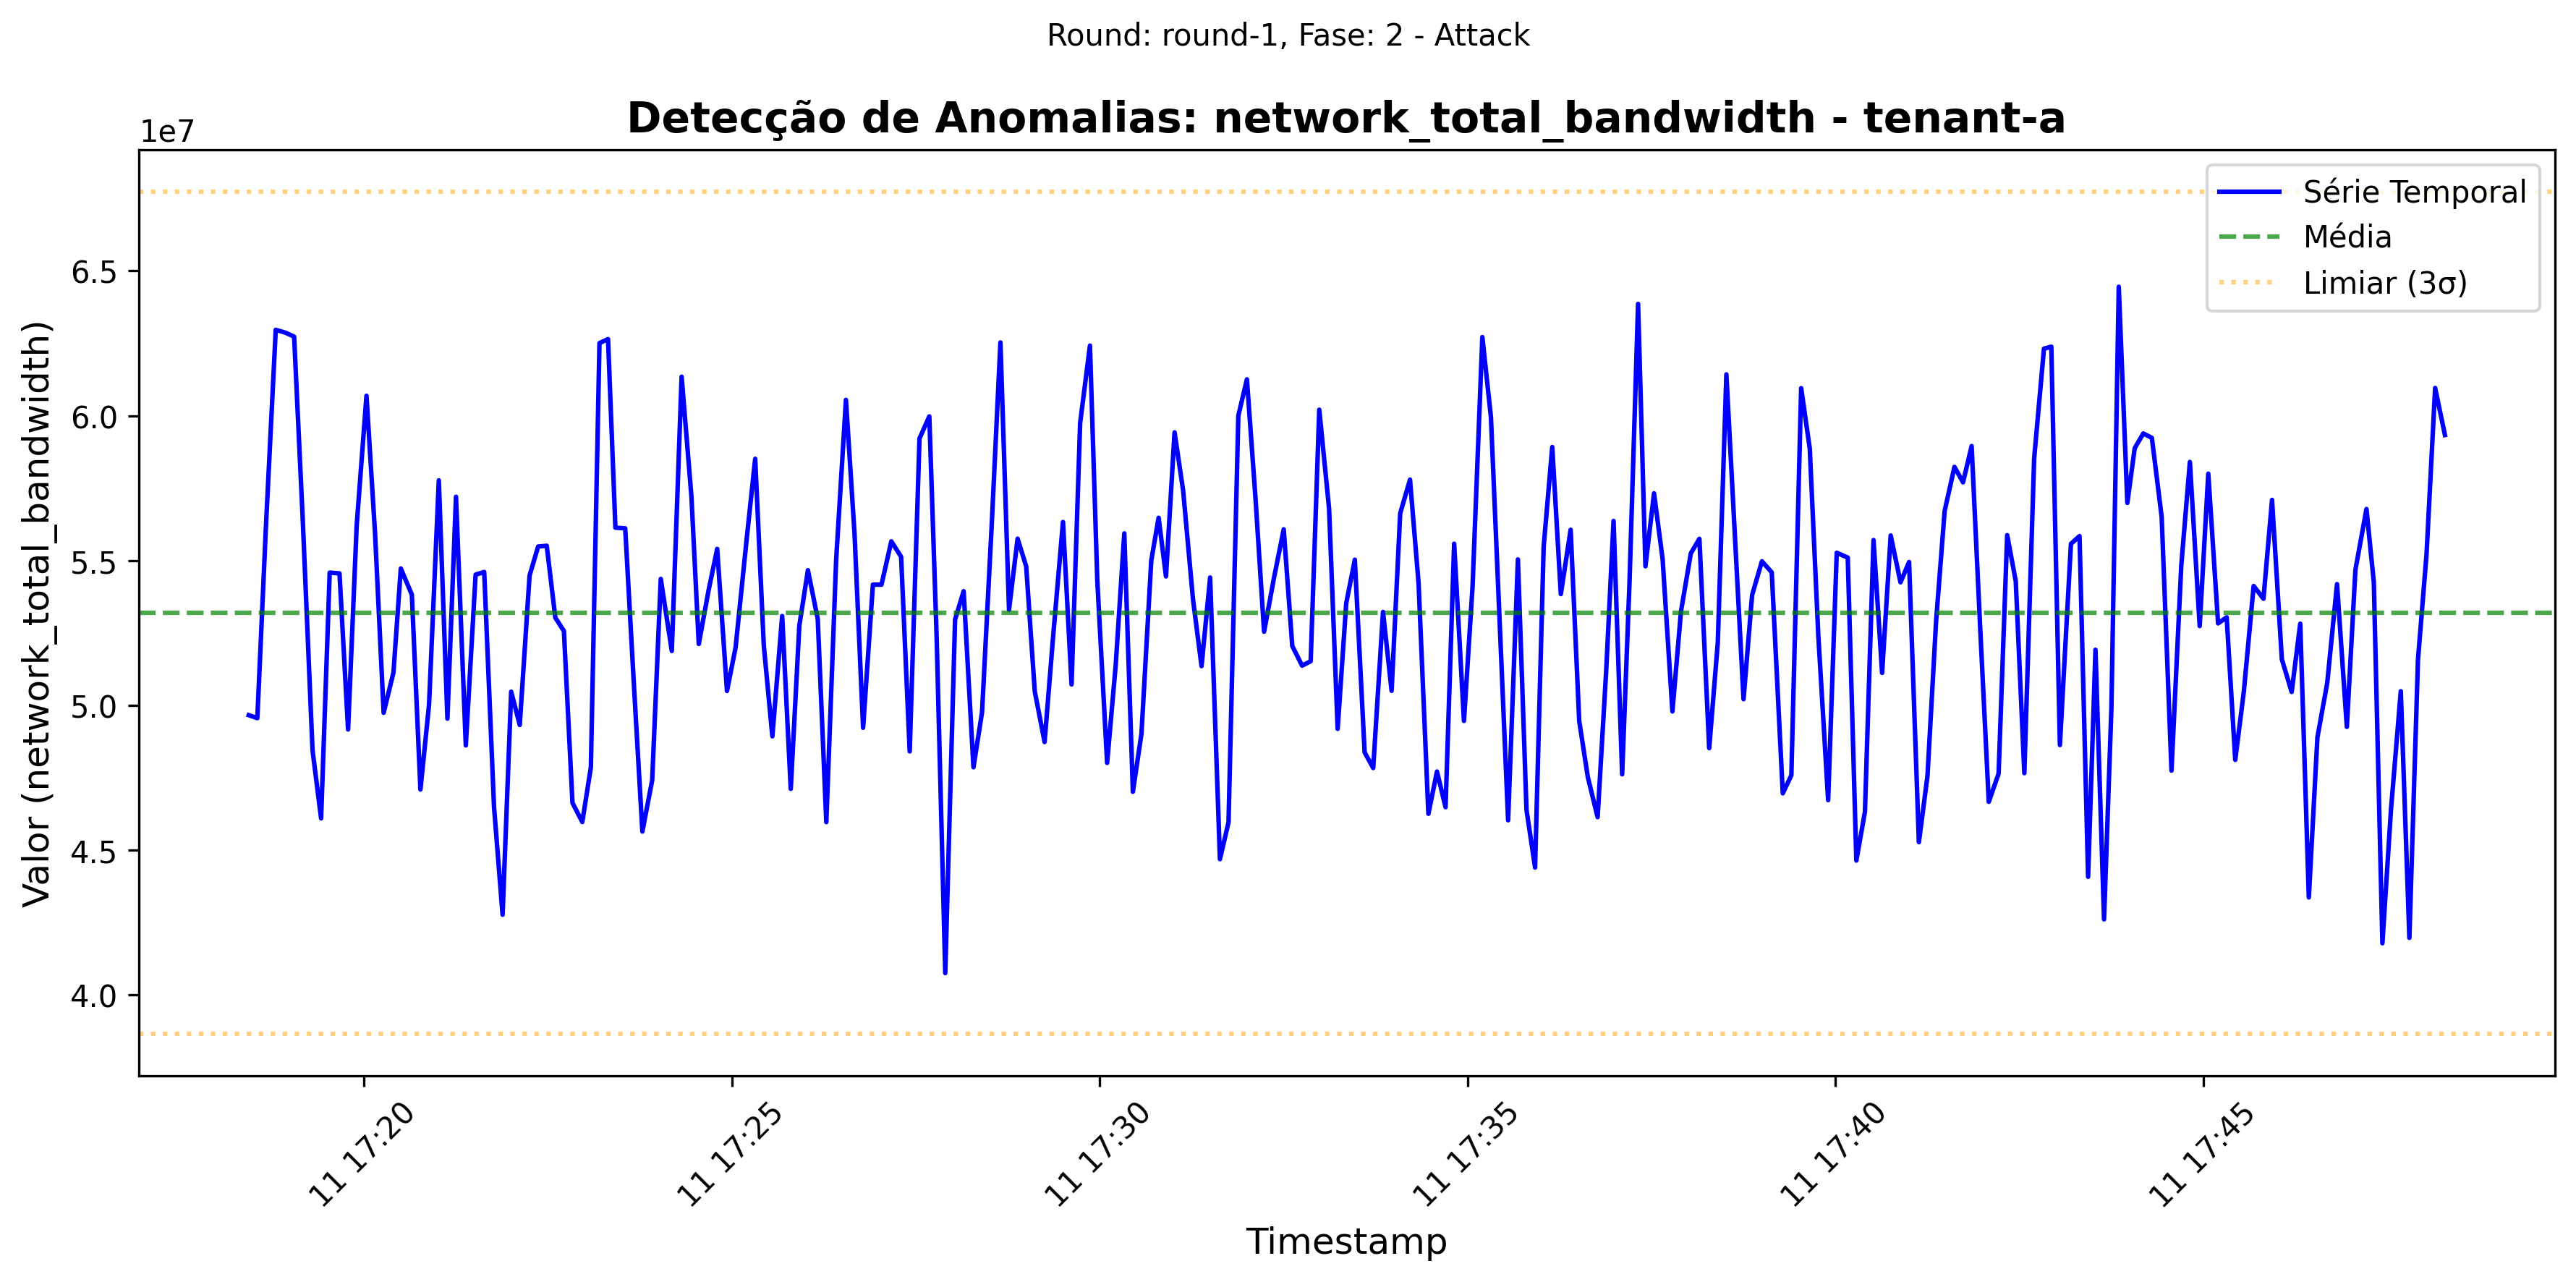 Round: round-1, Fase: 2 - Attack
Detecção de Anomalias: network_total_bandwidth - tenant-a
1e7
Série Temporal
Média
Limiar (3σ)
6.5
6.0
5.5
5.0
4.5
4.0
Valor (network_total_bandwidth)
11 17:20
11 17:25
11 17:30
11 17:35
11 17:40
11 17:45
Timestamp